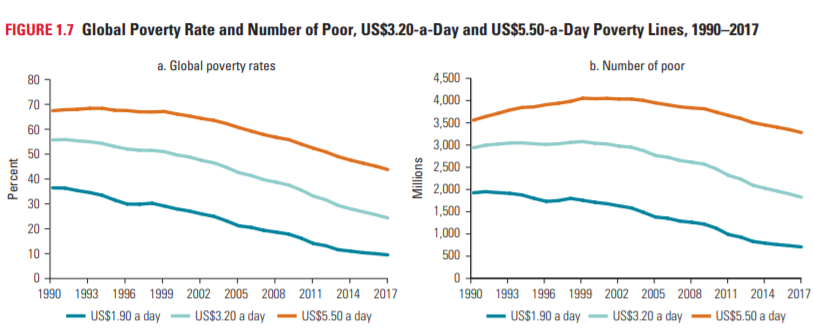 FIGURE 1.7 Global Poverty Rate and Number of Poor, US$3.20-a-Day and US$5.50-a-Day Poverty Lines, 1990–2017
a. Global poverty rates
80
70
60
50
40
30
20
10
0
Percent
1990 1993 1996 1999 2002 2005 2008 2011 2014 2017
US$1.90 a day US$3.20 a day US$5.50 a day
b. Number of poor
4,500
4,000
3,500
3,000
2,500
2,000
1,500
1,000
500
0
Millions
1990 1993 1996 1999 2002 2005 2008 2011 2014 2017
US$1.90 a day US$3.20 a day US$5.50 a day